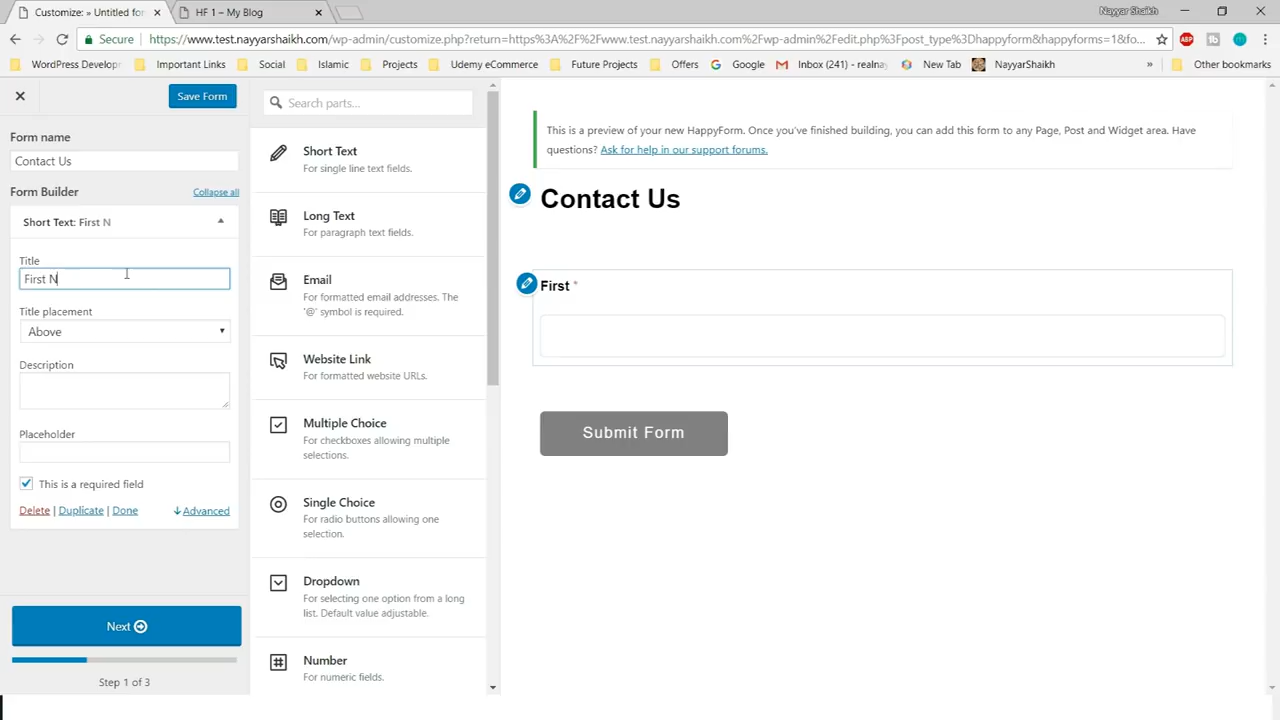 Customize: » Untitled for
HF 1 – My Blog
Nayyar Shaikh
Secure
https://www.test.nayyarshaikh.com/wp-admin/customize.php?return=https%3A%2F%2Fwww.test.nayyarshaikh.com%2Fwp-admin%2Fedit.php%3Fpost_type%3Dhappyform&happyforms=1&fo...
WordPress Develop
Important Links
Social
Islamic
Projects
Udemy eCommerce
Future Projects
Offers
Google
Inbox (241) - realnay
New Tab
NayyarShaikh
»
Other bookmarks
Save Form
Form name
Contact Us
Form Builder
Collapse all
Short Text: First N
Title
First N
Title placement
Above
Description
Placeholder
This is a required field
Delete | Duplicate | Done
Advanced
Next
Step 1 of 3
Search parts...
Short Text
For single line text fields.
Long Text
For paragraph text fields.
Email
For formatted email addresses. The
'@' symbol is required.
Website Link
For formatted website URLs.
Multiple Choice
For checkboxes allowing multiple
selections.
Single Choice
For radio buttons allowing one
selection.
Dropdown
For selecting one option from a long
list. Default value adjustable.
Number
For numeric fields.
This is a preview of your new HappyForm. Once you've finished building, you can add this form to any Page, Post and Widget area. Have
questions? Ask for help in our support forums.
Contact Us
First *
Submit Form